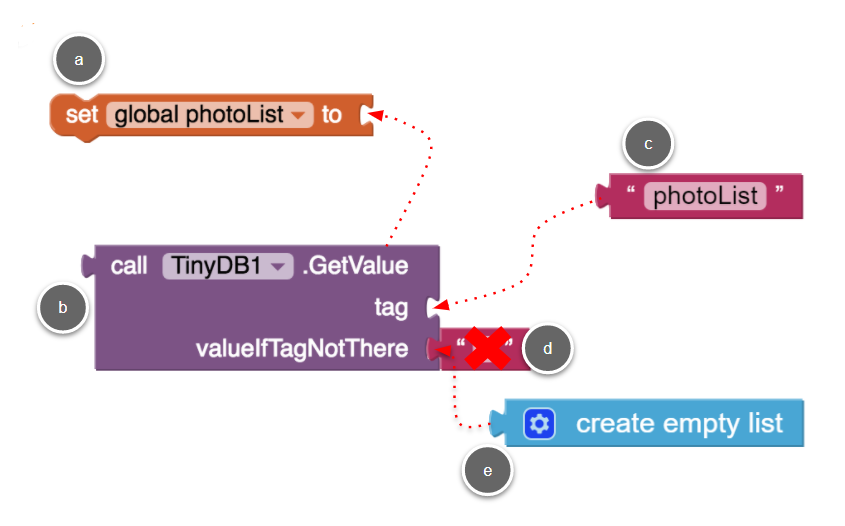 a
set global photoList to
c
“ photoList ”
call TinyDB1 .GetValue
b
tag
valueIfTagNotThere “ ” d
create empty list
e